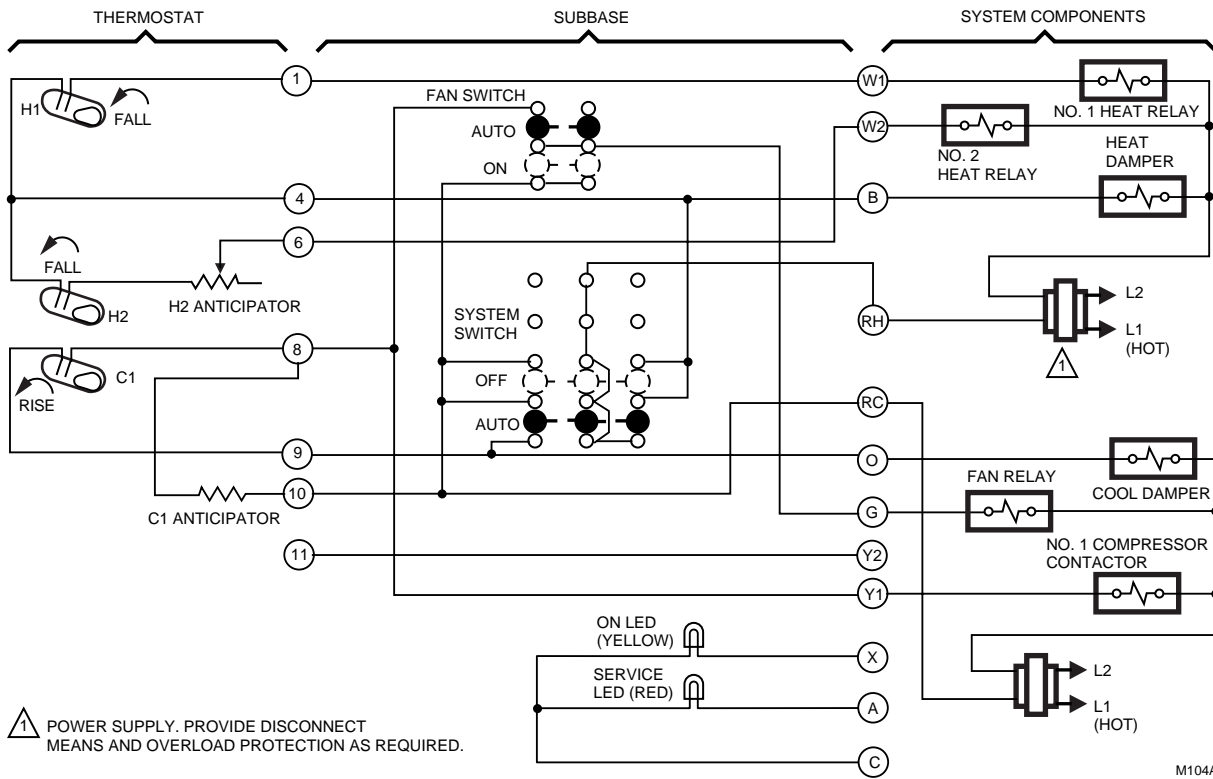 THERMOSTAT
SUBBASE
SYSTEM COMPONENTS
H1
FALL
1
FAN SWITCH
AUTO
ON
W1
NO. 1 HEAT RELAY
W2
NO. 2
HEAT RELAY
HEAT
DAMPER
4
B
6
FALL
H2
H2 ANTICIPATOR
SYSTEM
SWITCH
OFF
AUTO
RH
L2
L1
(HOT)
1
8
C1
RISE
RC
9
O
COOL DAMPER
10
C1 ANTICIPATOR
FAN RELAY
G
11
Y2
NO. 1 COMPRESSOR
CONTACTOR
Y1
ON LED
(YELLOW)
X
SERVICE
LED (RED)
A
L2
L1
(HOT)
C
1
POWER SUPPLY. PROVIDE DISCONNECT
MEANS AND OVERLOAD PROTECTION AS REQUIRED.
M104A